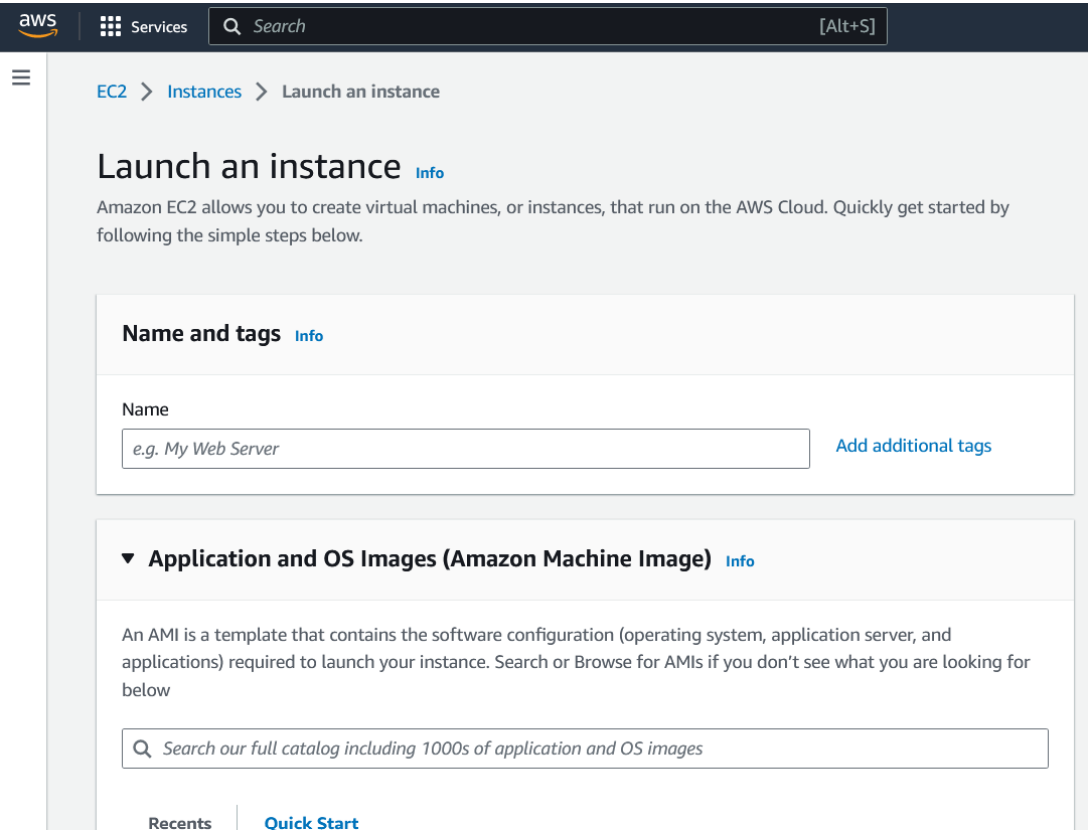 aws
Services
Search [Alt+S]
EC2 > Instances > Launch an instance
Launch an instance Info
Amazon EC2 allows you to create virtual machines, or instances, that run on the AWS Cloud. Quickly get started by
following the simple steps below.
Name and tags Info
Name
e.g. My Web Server
Add additional tags
Application and OS Images (Amazon Machine Image) Info
An AMI is a template that contains the software configuration (operating system, application server, and
applications) required to launch your instance. Search or Browse for AMIs if you don’t see what you are looking for
below
Search our full catalog including 1000s of application and OS images
Recents
Quick Start